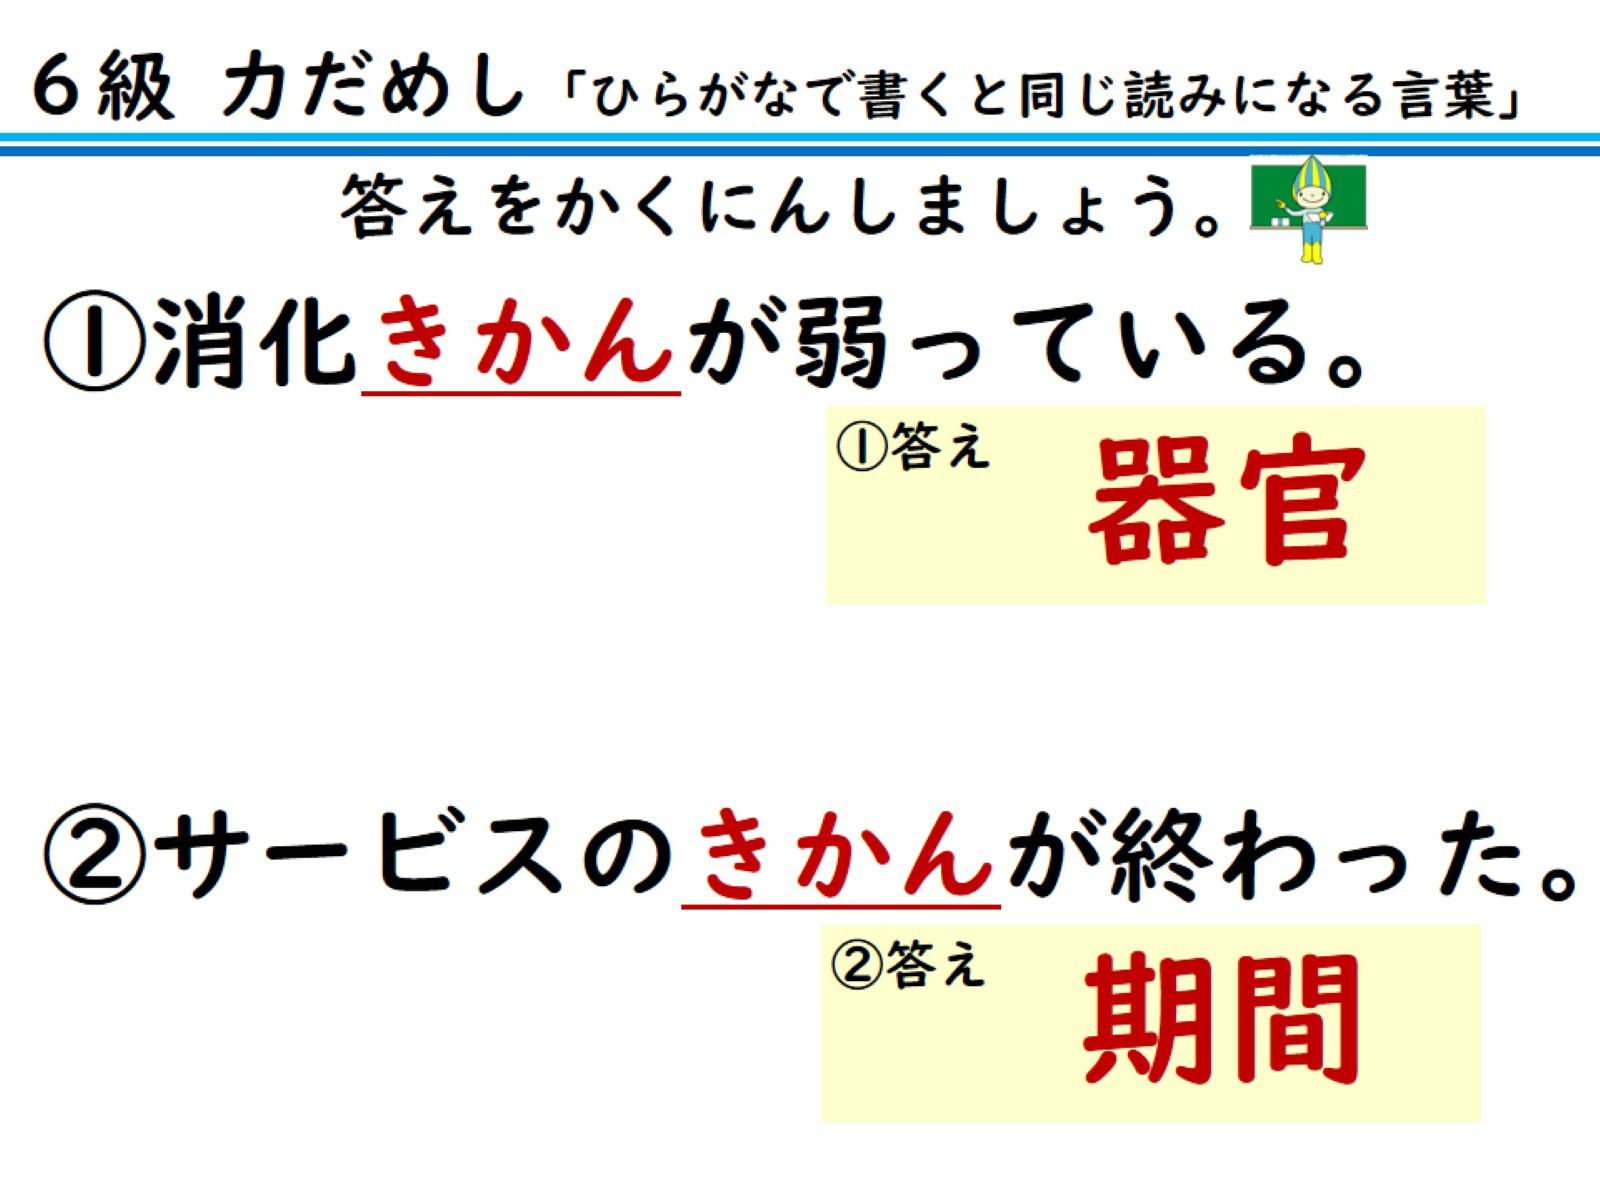 ６級 力だめし「ひらがなで書くと同じ読みになる言葉」
答えをかくにんしましょう。
①消化きかんが弱っている。
①答え 器官
②サービスのきかんが終わった。
②答え 期間